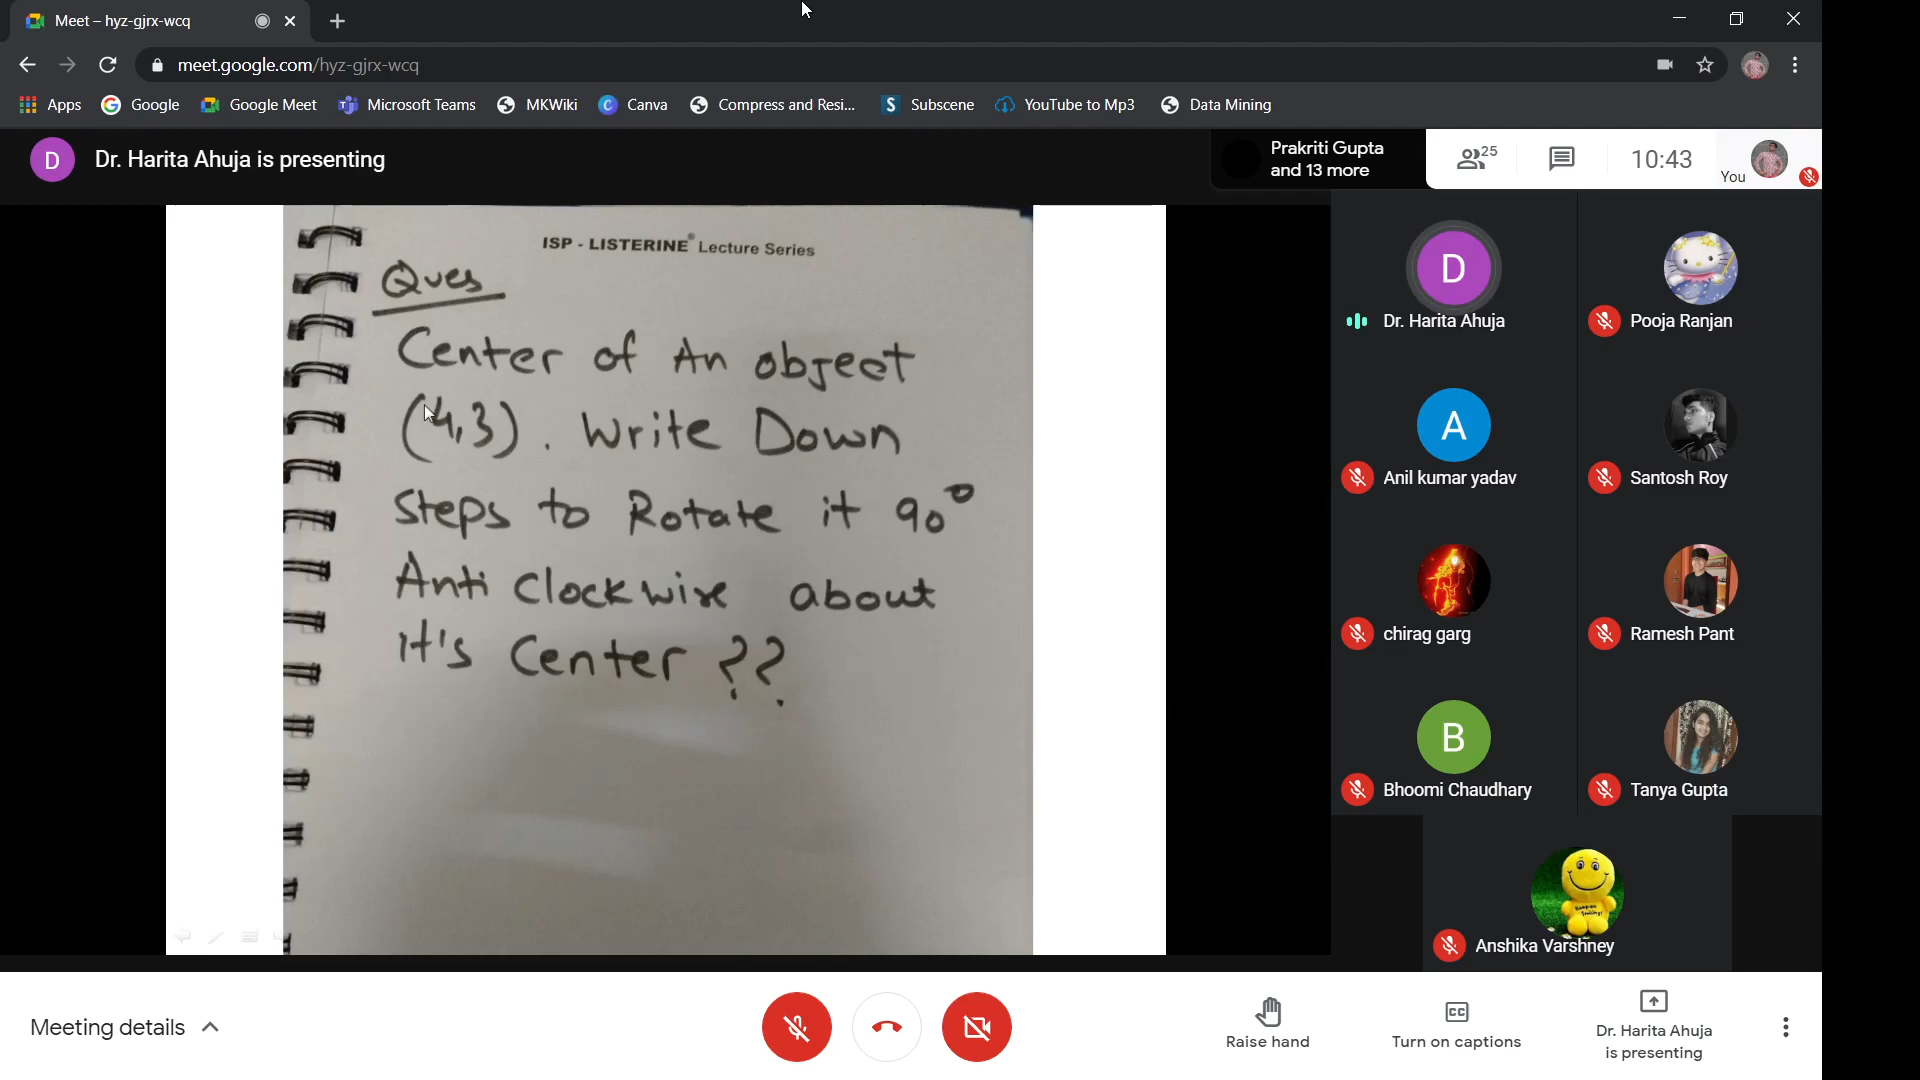 Meet – hyz-gjrx-wcq
meet.google.com/hyz-gjrx-wcq
Apps Google Google Meet Microsoft Teams MKWiki Canva Compress and Resi... Subscene YouTube to Mp3 Data Mining
D Dr. Harita Ahuja is presenting
Prakriti Gupta
and 13 more
25
10:43
You
ISP - LISTERINE® Lecture Series
Ques
Center of An object
(4,3). Write Down
Steps to Rotate it 90°
Anti Clockwise about
it's Center ??
D
Dr. Harita Ahuja
Pooja Ranjan
A
Anil kumar yadav
Santosh Roy
chirag garg
Ramesh Pant
B
Bhoomi Chaudhary
Tanya Gupta
Anshika Varshney
Meeting details
Raise hand
Turn on captions
Dr. Harita Ahuja
is presenting